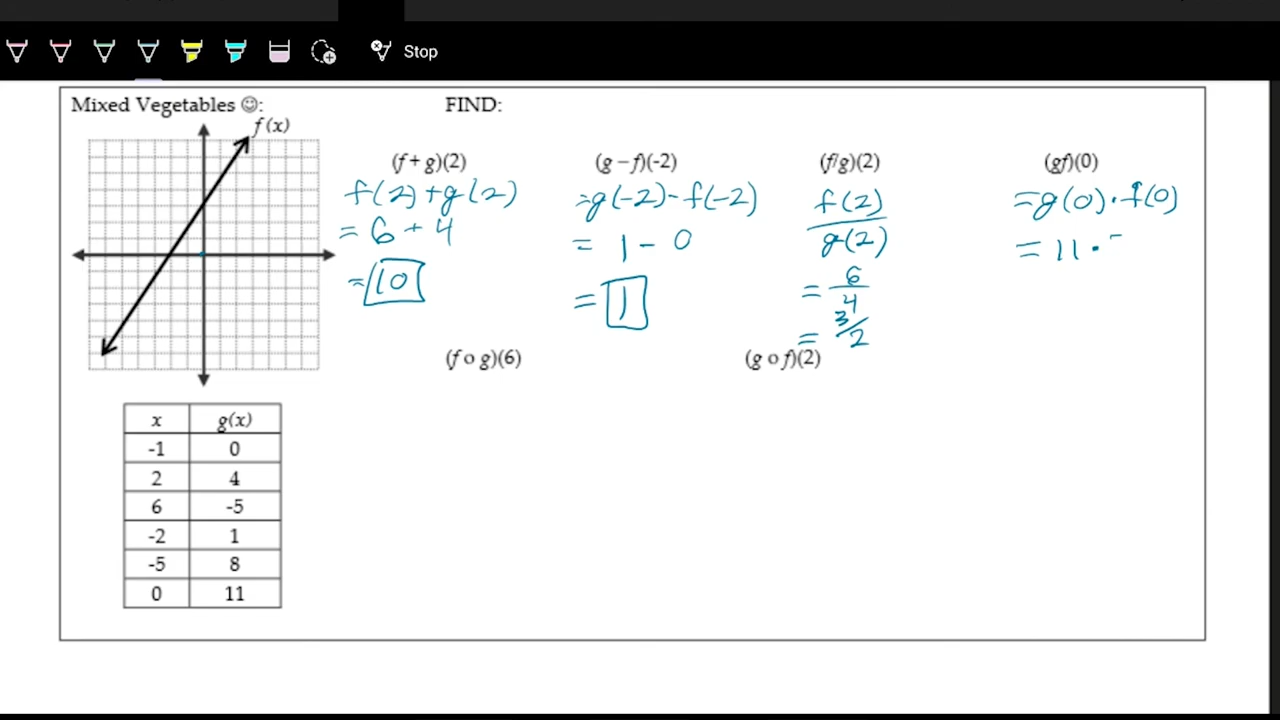 Stop
Mixed Vegetables ☺:
FIND:
f(x)
(f + g)(2)
f(2)+g(2)
= 6 + 4
= 10
(g – f)(-2)
=g(-2)-f(-2)
= 1 - 0
= 1
(f/g)(2)
f(2)
g(2)
= 6
4
= 3/2
(gf)(0)
=g(0)·f(0)
= 11 ·
(f o g)(6)
(g o f)(2)
x g(x)
-1 0
2 4
6 -5
-2 1
-5 8
0 11